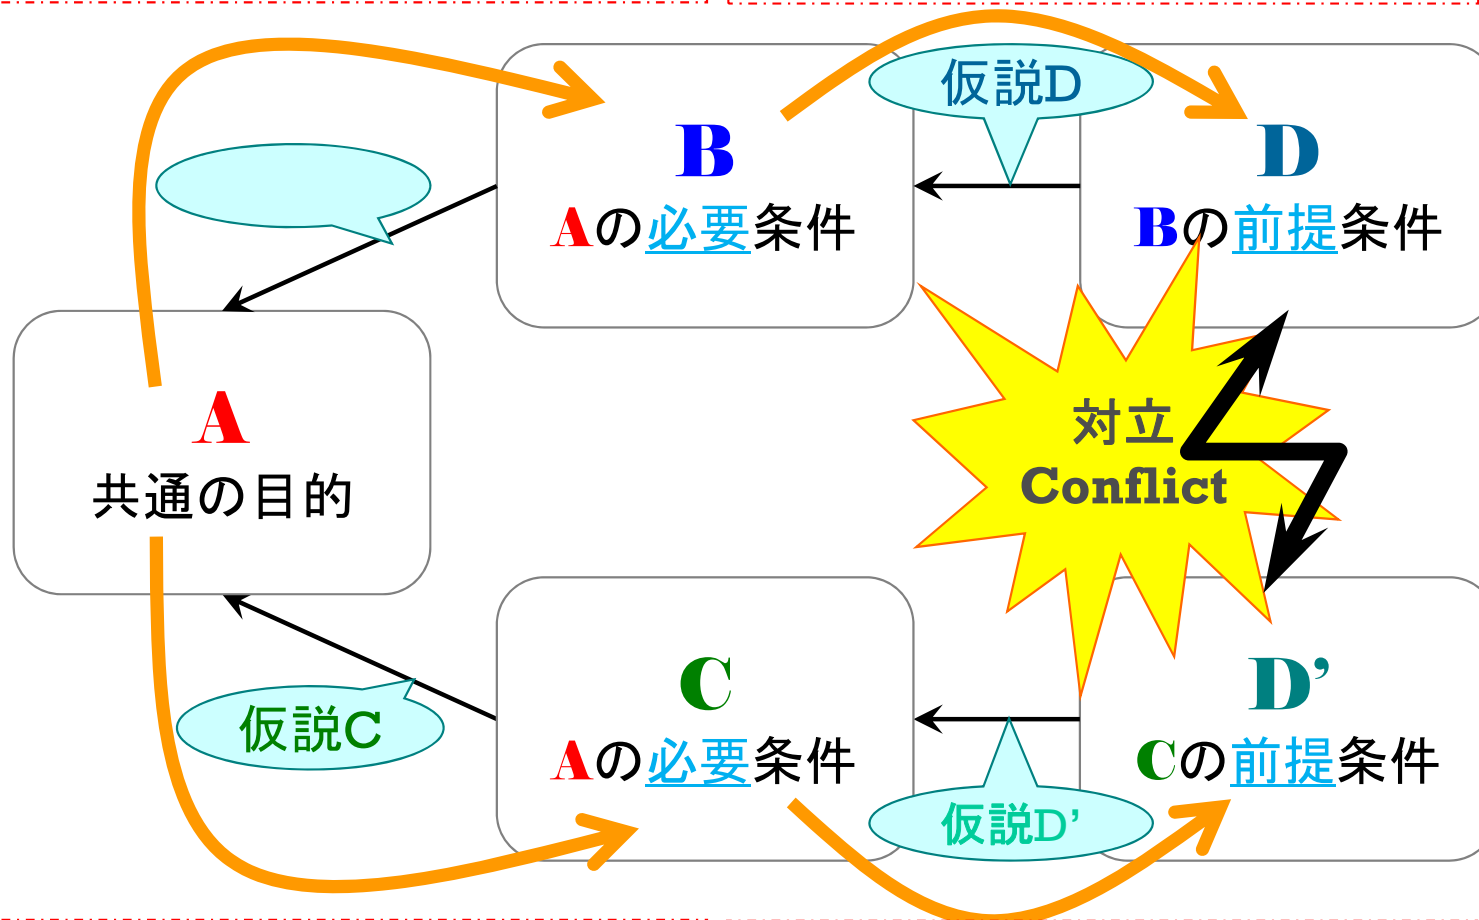 仮説D
B
Aの必要条件
D
Bの前提条件
A
共通の目的
対立
Conflict
仮説C
C
Aの必要条件
D’
Cの前提条件
仮説D’